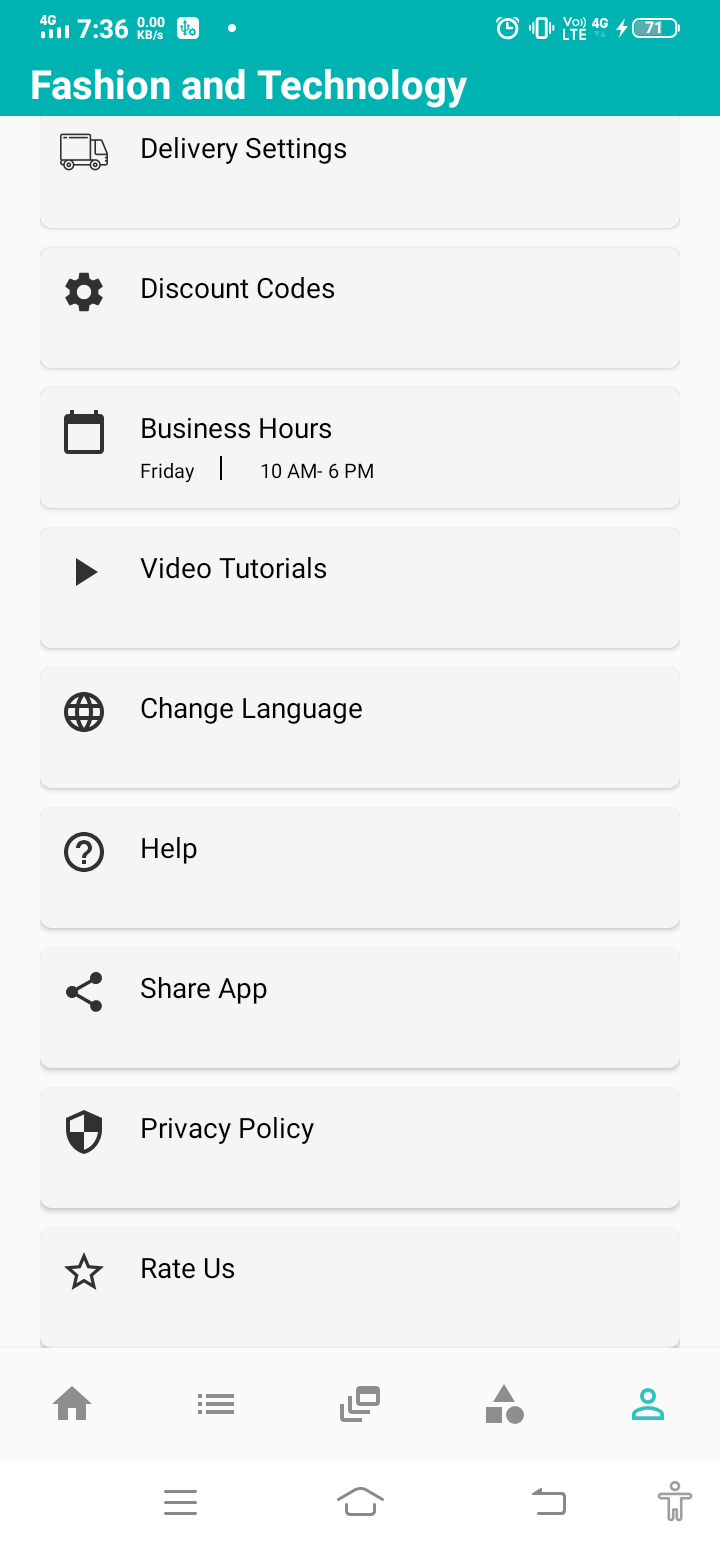 4G 7:36 0.00 KB/s Vo)) LTE 4G 71
Fashion and Technology
Delivery Settings
Discount Codes
Business Hours
Friday | 10 AM- 6 PM
Video Tutorials
Change Language
Help
Share App
Privacy Policy
Rate Us